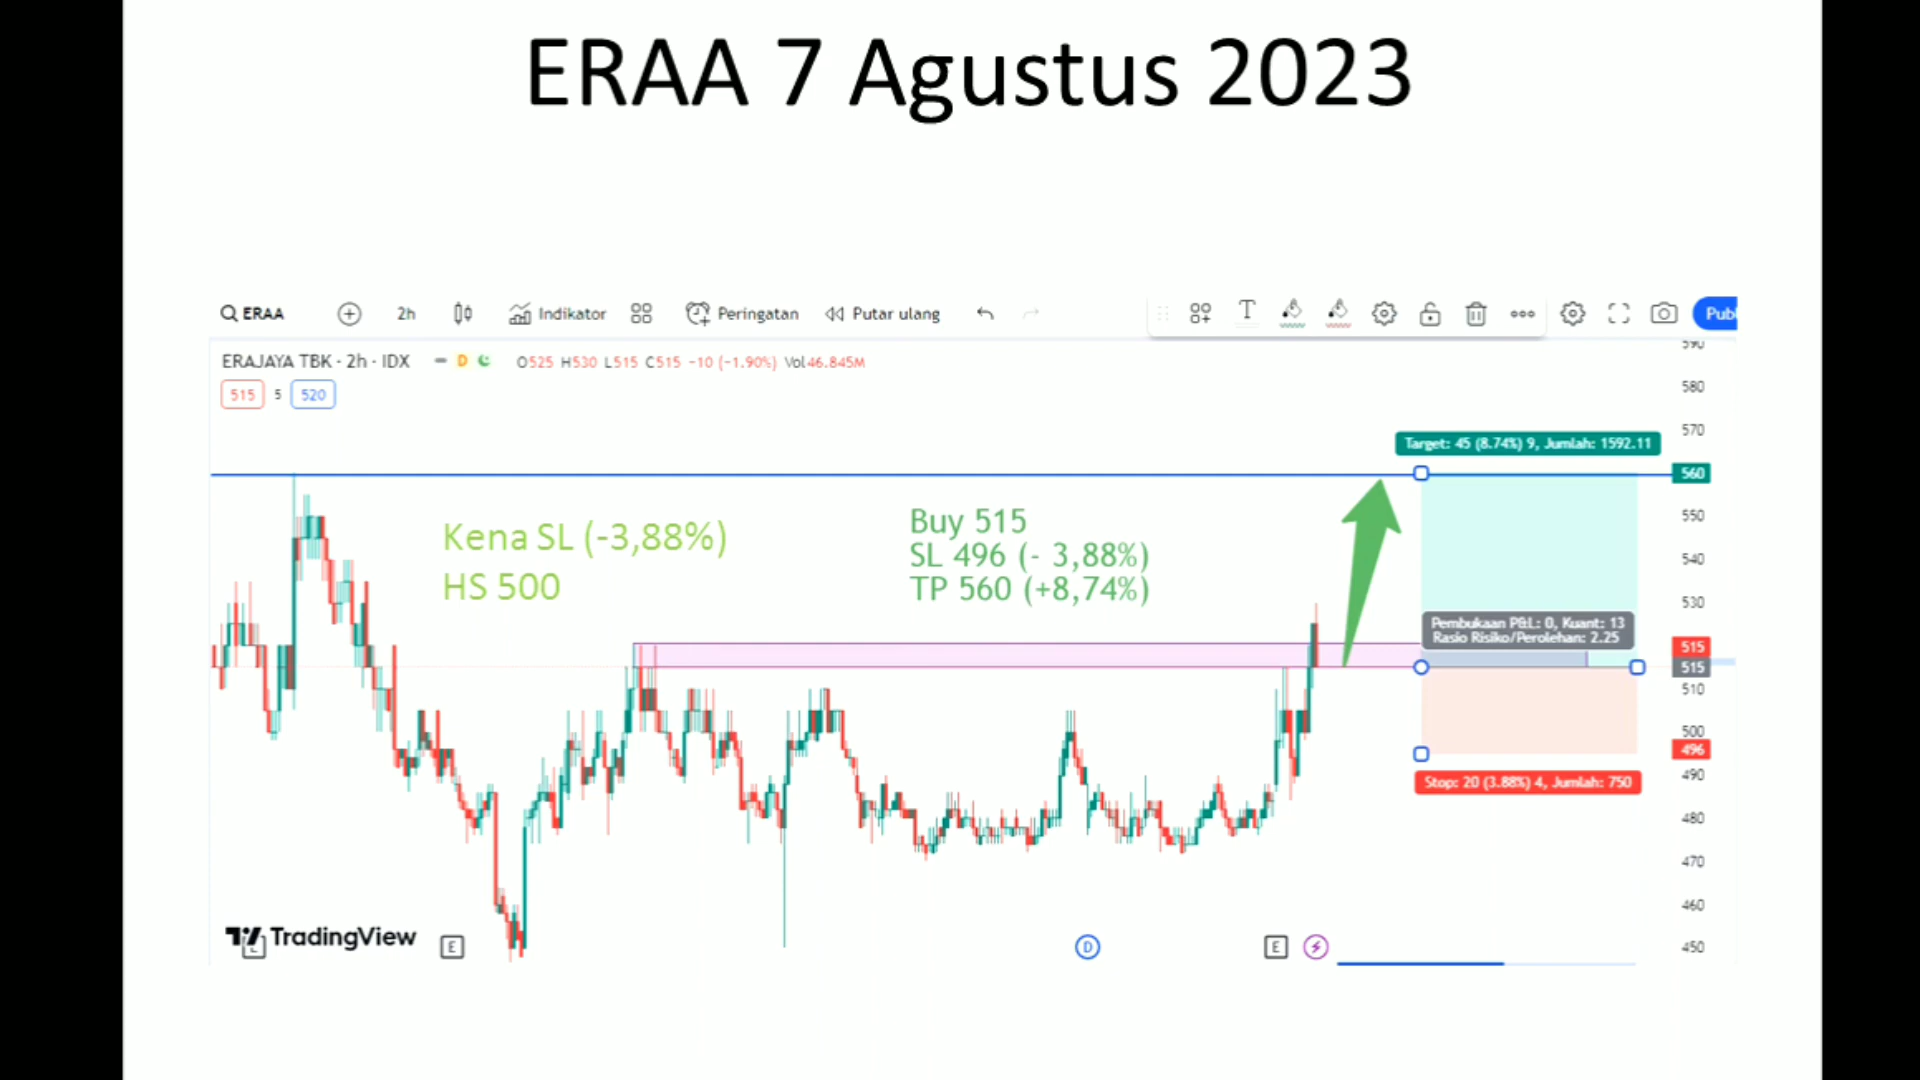 ERAA 7 Agustus 2023
ERAA
2h
Indikator
Peringatan
Putar ulang
Publ
ERAJAYA TBK · 2h · IDX
D
O525 H530 L515 C515 −10 (−1.90%) Vol46.845M
515 5 520
590
580
570
560
550
540
530
515
515
510
500
496
490
480
470
460
450
Target: 45 (8.74%) 9, Jumlah: 1592.11
Kena SL (-3,88%)
HS 500
Buy 515
SL 496 (- 3,88%)
TP 560 (+8,74%)
Pembukaan P&L: 0, Kuant: 13
Rasio Risiko/Perolehan: 2.25
Stop: 20 (3.88%) 4, Jumlah: 750
TradingView
E
D
E